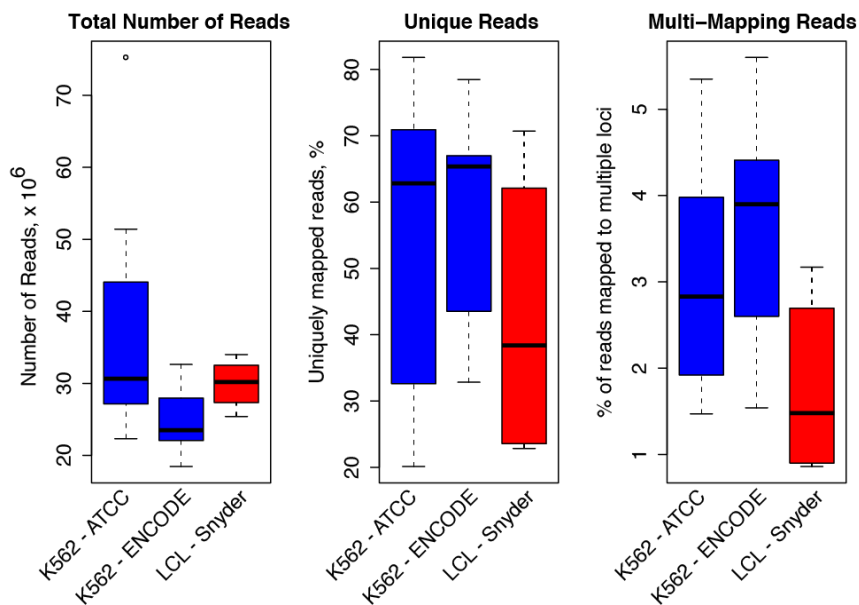 Total Number of Reads
Number of Reads, x 10^6
70
60
50
40
30
20
K562 - ATCC
K562 - ENCODE
LCL - Snyder
Unique Reads
Uniquely mapped reads, %
80
70
60
50
40
30
20
K562 - ATCC
K562 - ENCODE
LCL - Snyder
Multi-Mapping Reads
% of reads mapped to multiple loci
5
4
3
2
1
K562 - ATCC
K562 - ENCODE
LCL - Snyder